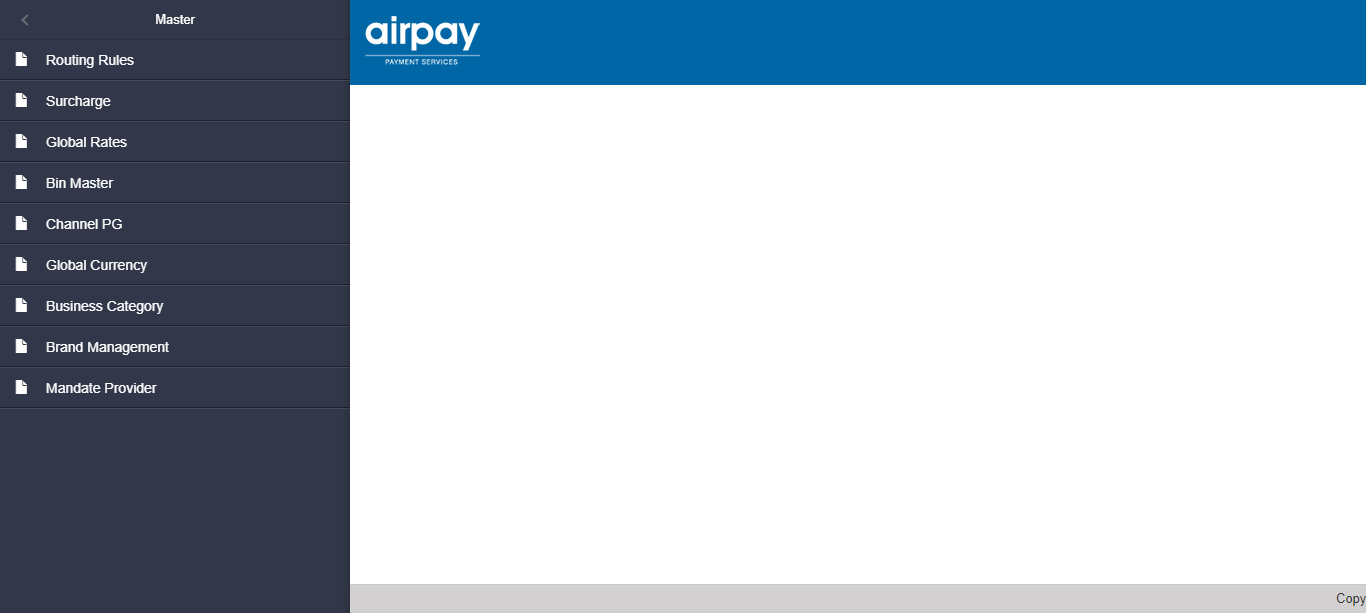 Master
Routing Rules
Surcharge
Global Rates
Bin Master
Channel PG
Global Currency
Business Category
Brand Management
Mandate Provider
airpay
PAYMENT SERVICES
Copy